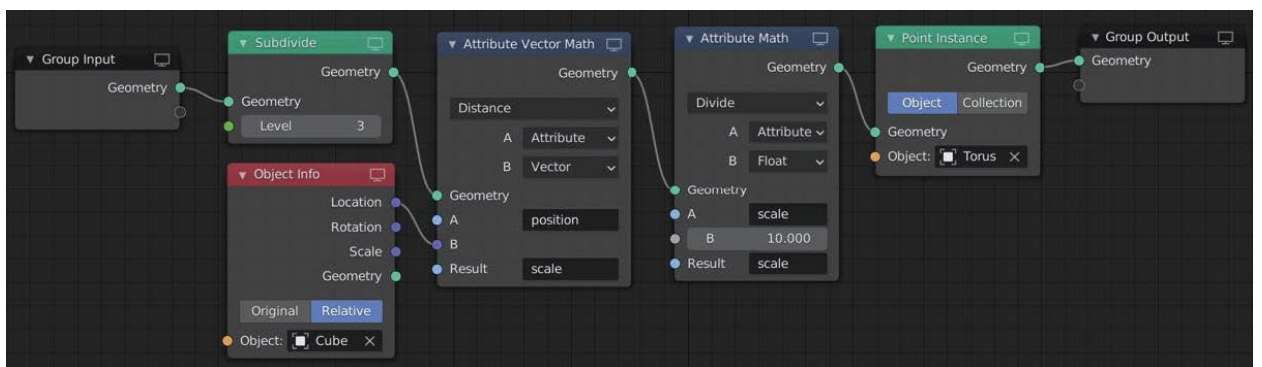 Group Input
Geometry
Subdivide
Geometry
Geometry
Level 3
Object Info
Location
Rotation
Scale
Geometry
Original Relative
Object: Cube
Attribute Vector Math
Geometry
Distance
A Attribute
B Vector
Geometry
A position
B
Result scale
Attribute Math
Geometry
Divide
A Attribute
B Float
Geometry
A scale
B 10.000
Result scale
Point Instance
Geometry
Object Collection
Geometry
Object: Torus
Group Output
Geometry